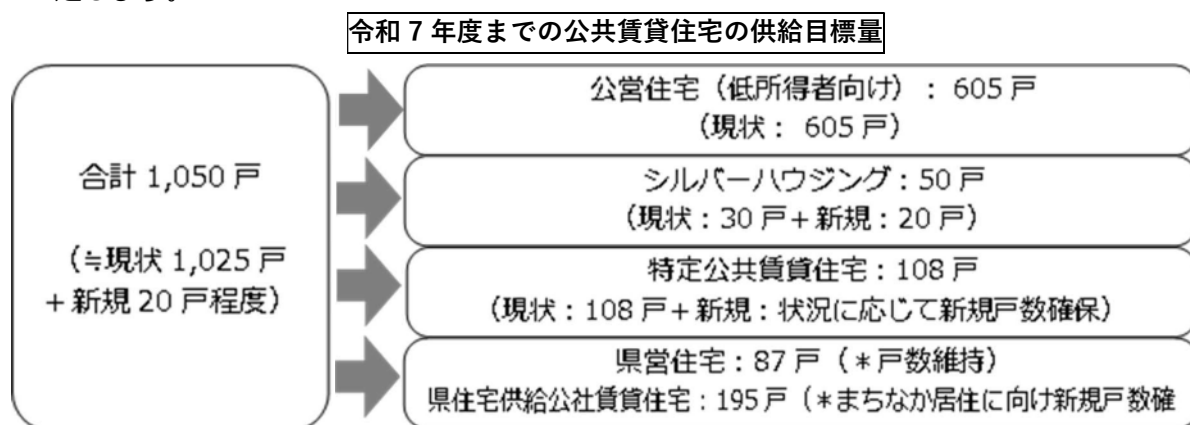 令和７年度までの公共賃貸住宅の供給目標量
合計 1,050 戸
（≒現状 1,025 戸
＋新規 20 戸程度）
公営住宅（低所得者向け）： 605 戸
（現状： 605 戸）
シルバーハウジング：50 戸
（現状：30 戸＋新規：20 戸）
特定公共賃貸住宅：108 戸
（現状：108 戸＋新規：状況に応じて新規戸数確保）
県営住宅：87 戸（＊戸数維持）
県住宅供給公社賃貸住宅：195 戸（＊まちなか居住に向け新規戸数確